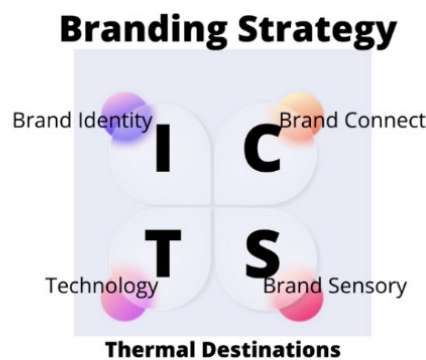 Branding Strategy
Brand Identity
Brand Connect
I C
T S
Technology
Brand Sensory
Thermal Destinations